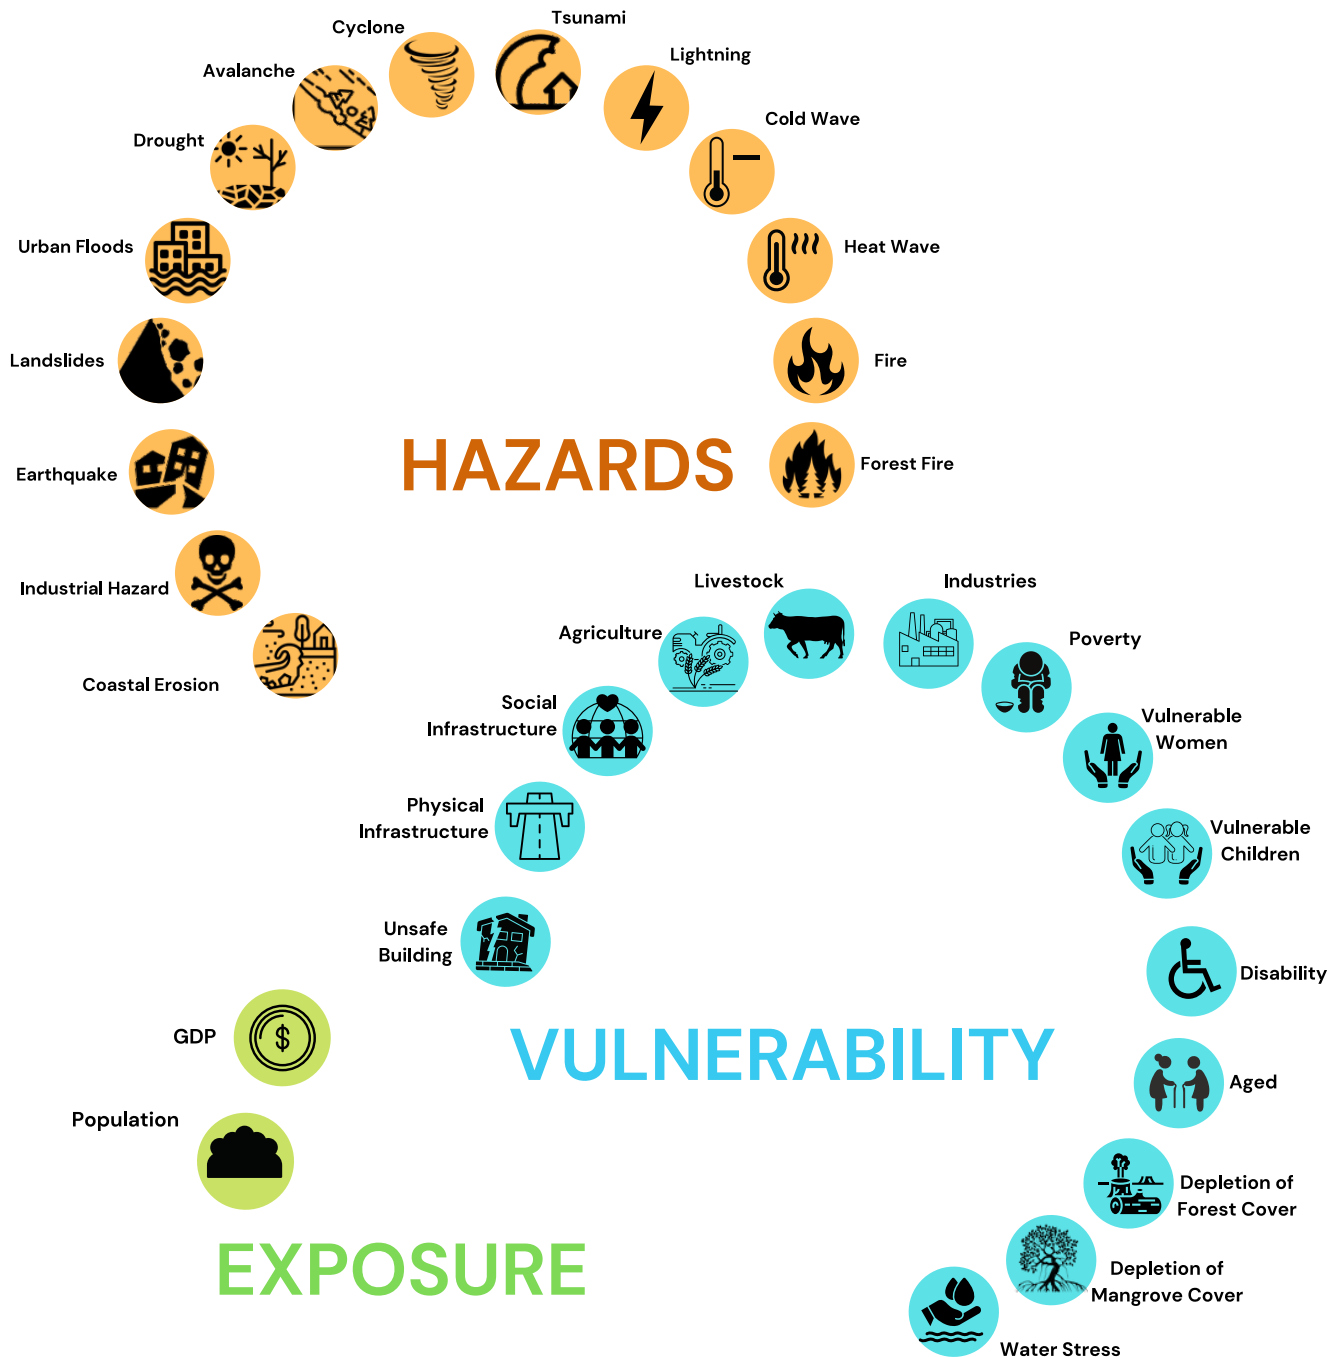 Tsunami
Cyclone
Lightning
Avalanche
Cold Wave
Drought
Urban Floods
Heat Wave
Landslides
Fire
HAZARDS
Forest Fire
Earthquake
Industrial Hazard
Coastal Erosion
Livestock
Industries
Agriculture
Poverty
Social
Infrastructure
Vulnerable
Women
Physical
Infrastructure
Vulnerable
Children
Unsafe
Building
Disability
GDP
$
VULNERABILITY
Aged
Population
Depletion of
Forest Cover
EXPOSURE
Depletion of
Mangrove Cover
Water Stress